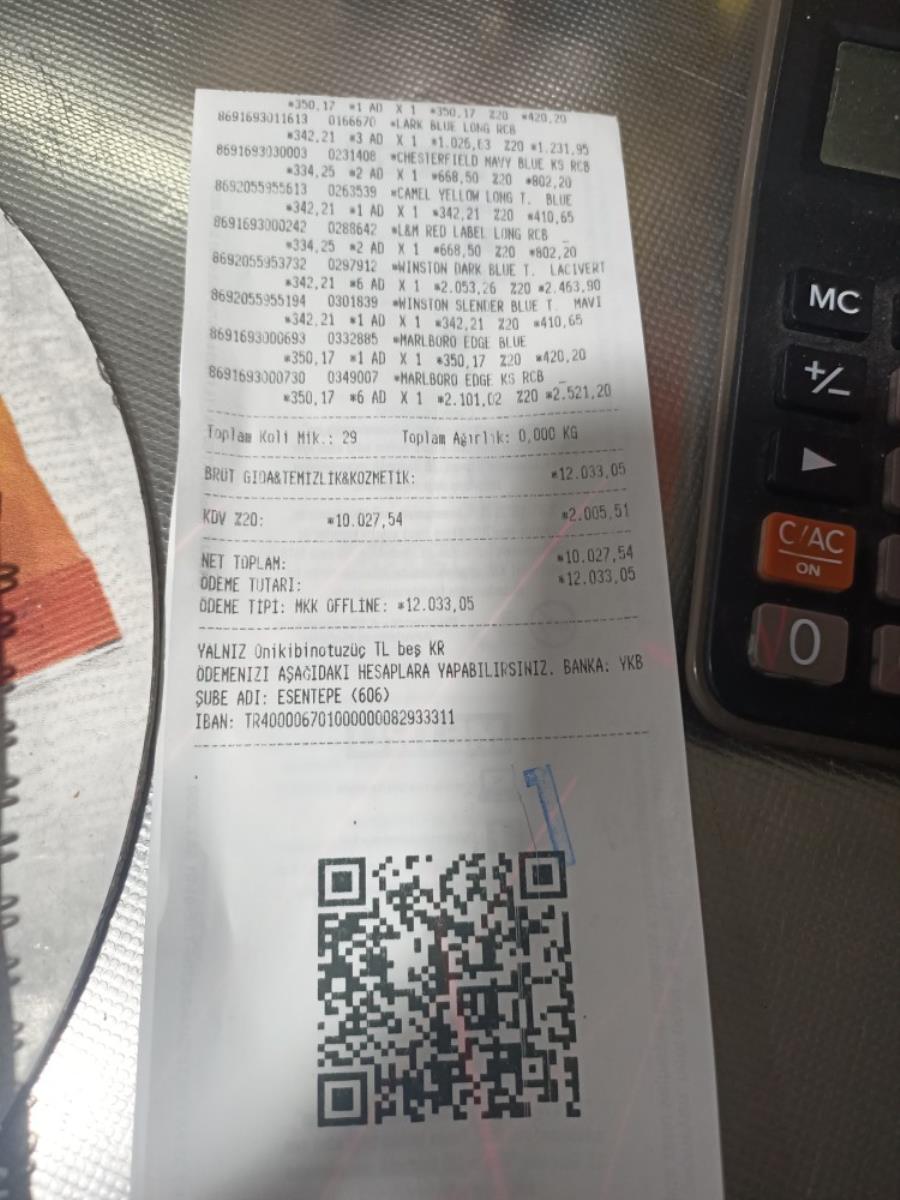 *350,17 *1 AD X 1 *350,17 %20 *420,20
8691693011613 0166670 *LARK BLUE LONG RCB
*342,21 *3 AD X 1 *1.026,63 %20 *1.231,95
8691693030003 0231408 *CHESTERFIELD NAVY BLUE KS RCB
*334,25 *2 AD X 1 *668,50 %20 *802,20
8692055955613 0263539 *CAMEL YELLOW LONG T. BLUE
*342,21 *1 AD X 1 *342,21 %20 *410,65
8691693000242 0288642 *L&M RED LABEL LONG RCB _
*334,25 *2 AD X 1 *668,50 %20 *802,20
8692055953732 0297912 *WINSTON DARK BLUE T. LACIVERT
*342,21 *6 AD X 1 *2.053,26 %20 *2.463,90
8692055955194 0301839 *WINSTON SLENDER BLUE T. MAVI
*342,21 *1 AD X 1 *342,21 %20 *410,65
8691693000693 0332885 *MARLBORO EDGE BLUE
*350,17 *1 AD X 1 *350,17 %20 *420,20
8691693000730 0349007 *MARLBORO EDGE KS RCB _
*350,17 *6 AD X 1 *2.101,02 %20 *2.521,20
Toplam Koli Mik.: 29 Toplam Ağırlık: 0,000 KG
BRÜT GIDA&TEMİZLİK&KOZMETİK: *12.033,05
KDV %20: *10.027,54 *2.005,51
NET TOPLAM: *10.027,54
ÖDEME TUTARI: *12.033,05
ÖDEME TİPİ: MKK OFFLİNE: *12.033,05
YALNIZ Onikibinotuzüç TL beş KR
ÖDEMENIZI AŞAĞIDAKI HESAPLARA YAPABILIRSINIZ. BANKA: YKB
ŞUBE ADI: ESENTEPE (606)
IBAN: TR400006701000000082933311
MC
+/−
▶
C/AC
ON
0